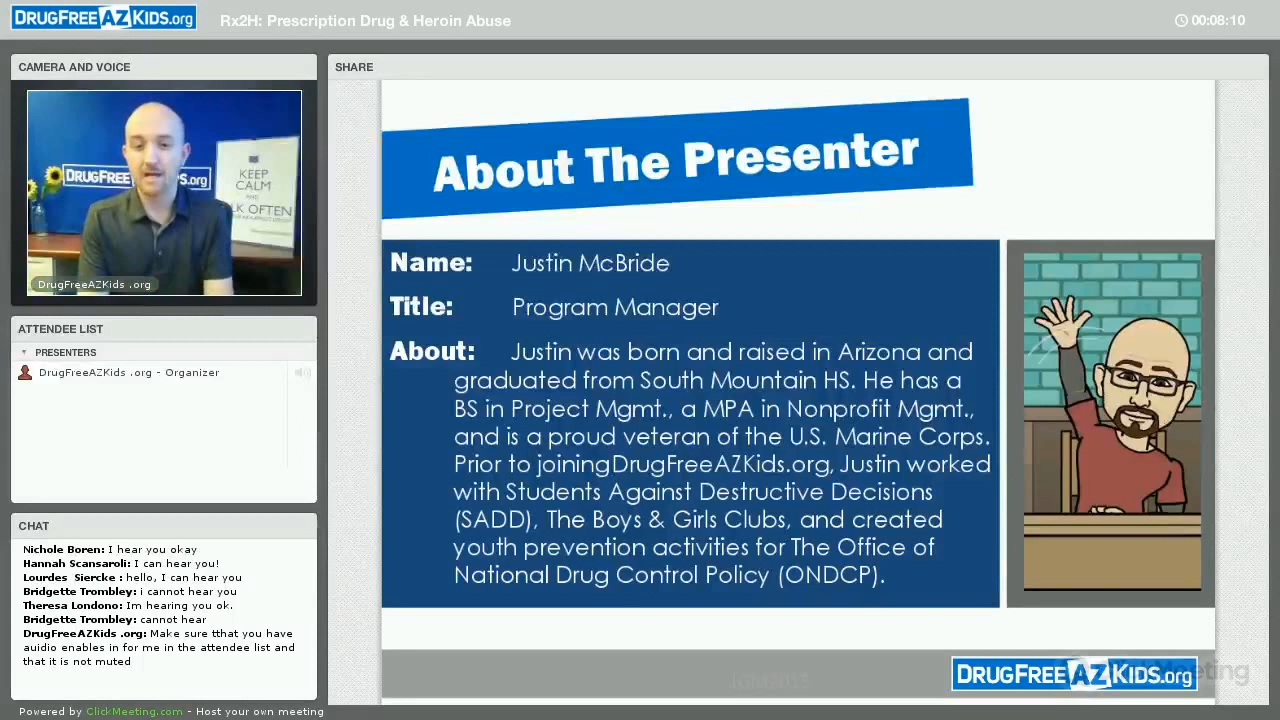 DRUGFREEAZKIDS.org
Rx2H: Prescription Drug & Heroin Abuse
00:08:10
CAMERA AND VOICE
DRUGFREE
S.org
KEEP
CALM
AND
LK OFTEN
DrugFreeAZKids .org
ATTENDEE LIST
PRESENTERS
DrugFreeAZKids .org - Organizer
CHAT
Nichole Boren: I hear you okay
Hannah Scansaroli: I can hear you!
Lourdes Siercke : hello, I can hear you
Bridgette Trombley: i cannot hear you
Theresa Londono: Im hearing you ok.
Bridgette Trombley: cannot hear
DrugFreeAZKids .org: Make sure tthat you have
auidio enables in for me in the attendee list and
that it is not muted
Powered by ClickMeeting.com - Host your own meeting
SHARE
About The Presenter
Name: Justin McBride
Title: Program Manager
About: Justin was born and raised in Arizona and
graduated from South Mountain HS. He has a
BS in Project Mgmt., a MPA in Nonprofit Mgmt.,
and is a proud veteran of the U.S. Marine Corps.
Prior to joiningDrugFreeAZKids.org, Justin worked
with Students Against Destructive Decisions
(SADD), The Boys & Girls Clubs, and created
youth prevention activities for The Office of
National Drug Control Policy (ONDCP).
DRUGFREEAZKIDS.org